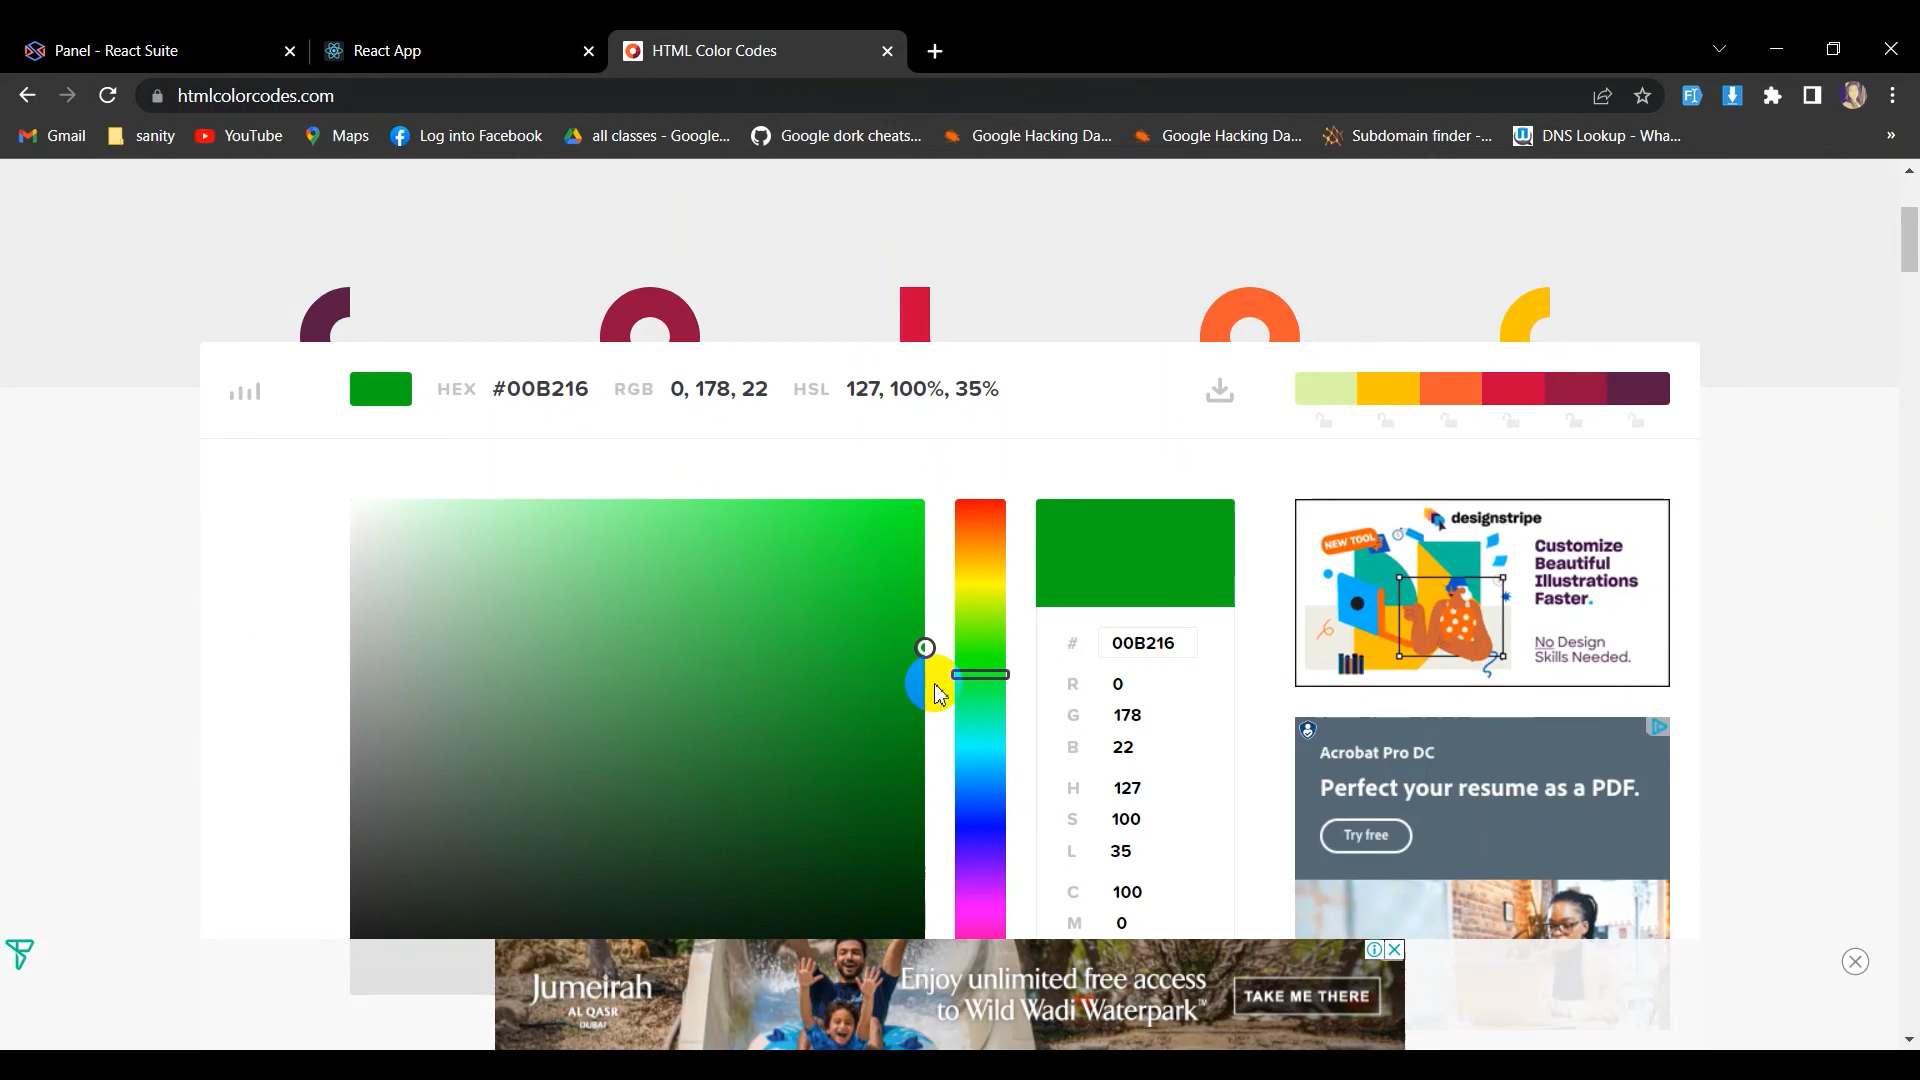 Panel - React Suite
React App
HTML Color Codes
htmlcolorcodes.com
Gmail
sanity
YouTube
Maps
Log into Facebook
all classes - Google...
Google dork cheats...
Google Hacking Da...
Google Hacking Da...
Subdomain finder -...
DNS Lookup - Wha...
»
HEX #00B216 RGB 0, 178, 22 HSL 127, 100%, 35%
# 00B216
R 0
G 178
B 22
H 127
S 100
L 35
C 100
M 0
designstripe
NEW TOOL
Customize
Beautiful
Illustrations
Faster.
No Design
Skills Needed.
Acrobat Pro DC
Perfect your resume as a PDF.
Try free
Jumeirah
AL QASR
DUBAI
Enjoy unlimited free access
to Wild Wadi Waterpark™
TAKE ME THERE